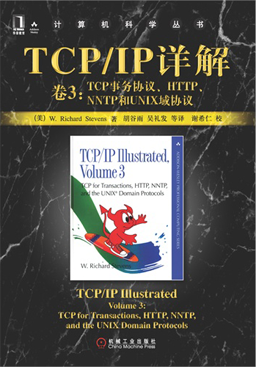 计算机科学丛书
TCP/IP详解
卷3：TCP事务协议、HTTP、
NNTP和UNIX域协议
(美) W. Richard Stevens 著 胡谷雨 吴礼发 等译 谢希仁 校
TCP/IP Illustrated,
Volume 3
TCP for Transactions, HTTP, NNTP,
and the UNIX® Domain Protocols
W. Richard Stevens
TCP/IP Illustrated
Volume 3:
TCP for Transactions, HTTP, NNTP,
and the UNIX Domain Protocols
机械工业出版社
China Machine Press